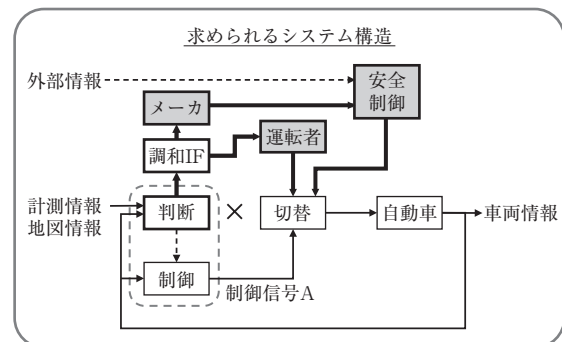 求められるシステム構造
外部情報
安全
制御
メーカ
運転者
調和IF
計測情報
地図情報
判断
×
切替
自動車
車両情報
制御
制御信号A